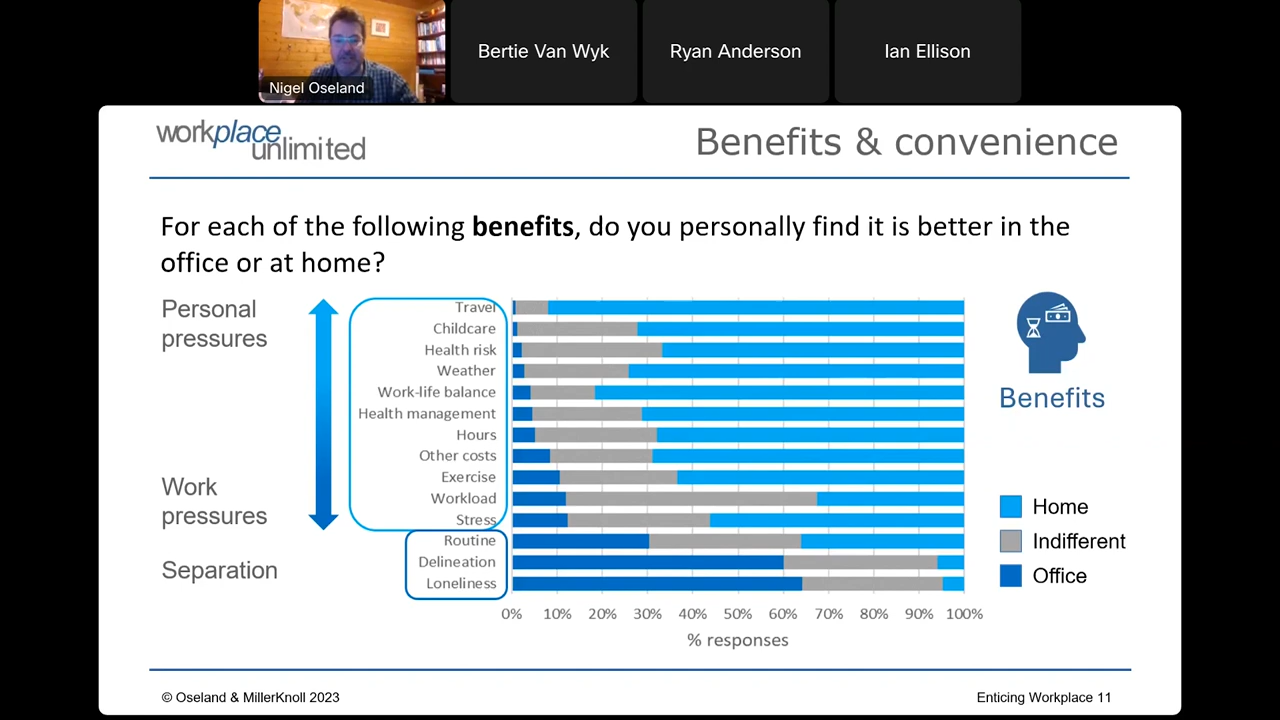 Nigel Oseland
Bertie Van Wyk
Ryan Anderson
Ian Ellison
workplace
unlimited
Benefits & convenience
For each of the following benefits, do you personally find it is better in the
office or at home?
Personal
pressures
Work
pressures
Separation
Travel
Childcare
Health risk
Weather
Work-life balance
Health management
Hours
Other costs
Exercise
Workload
Stress
Routine
Delineation
Loneliness
0% 10% 20% 30% 40% 50% 60% 70% 80% 90% 100%
% responses
Benefits
Home
Indifferent
Office
© Oseland & MillerKnoll 2023
Enticing Workplace 11